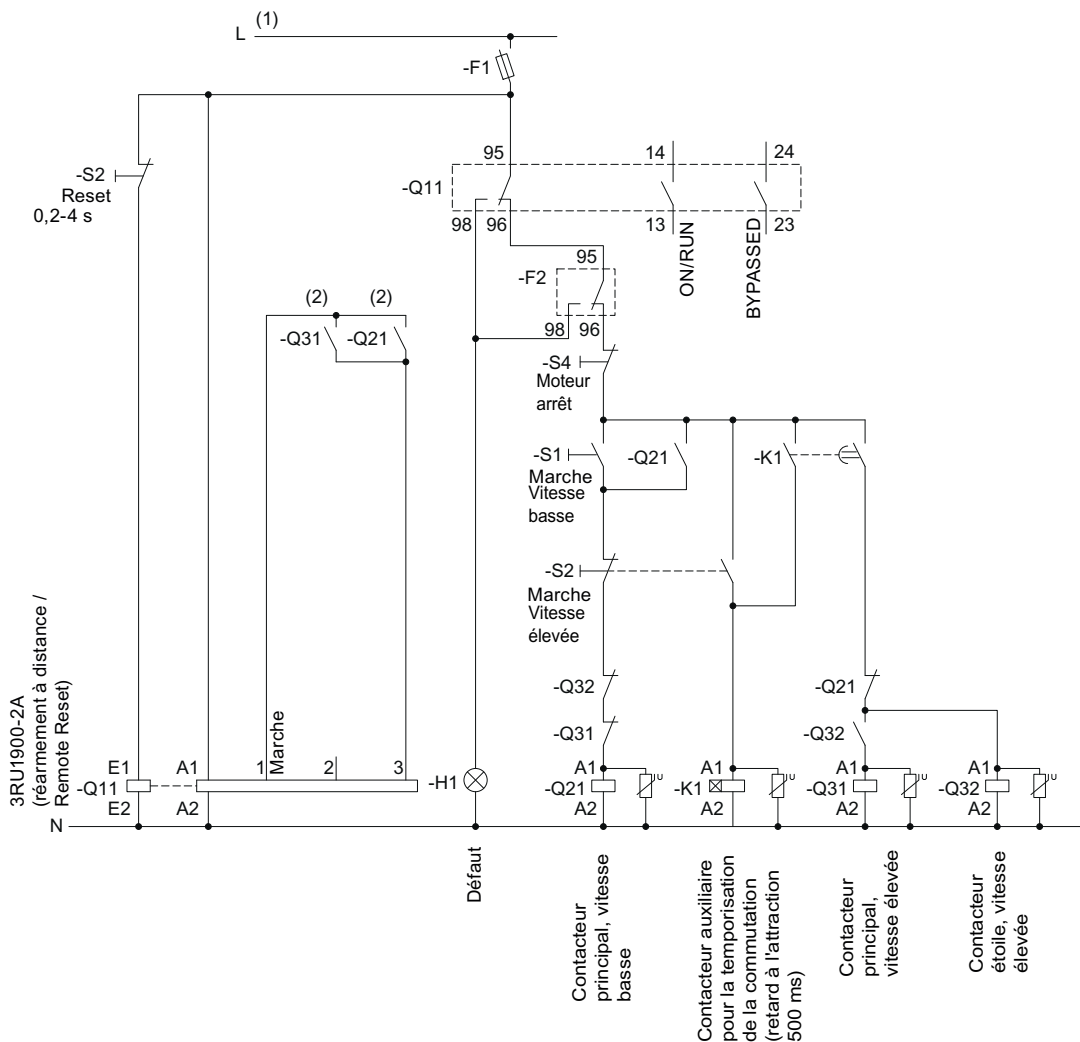 (1)
L
-F1
95
14
24
-S2
Reset
0,2-4 s
-Q11
98
96
13
23
ON/RUN
BYPASSED
95
-F2
98
96
(2)
(2)
-Q31
-Q21
-S4
Moteur
arrêt
-S1
Marche
Vitesse
basse
-Q21
-K1
-S2
Marche
Vitesse
élevée
-Q32
-Q21
-Q31
-Q32
3RU1900-2A
(réarmement à distance /
Remote Reset)
Marche
E1
A1
1
2
3
A1
A1
A1
A1
-Q11
-H1
-Q21
U
-K1
U
-Q31
U
-Q32
U
E2
A2
A2
A2
A2
A2
N
Défaut
Contacteur
principal, vitesse
basse
Contacteur auxiliaire
pour la temporisation
de la commutation
(retard à l'attraction
500 ms)
Contacteur
principal,
vitesse élevée
Contacteur
étoile, vitesse
élevée